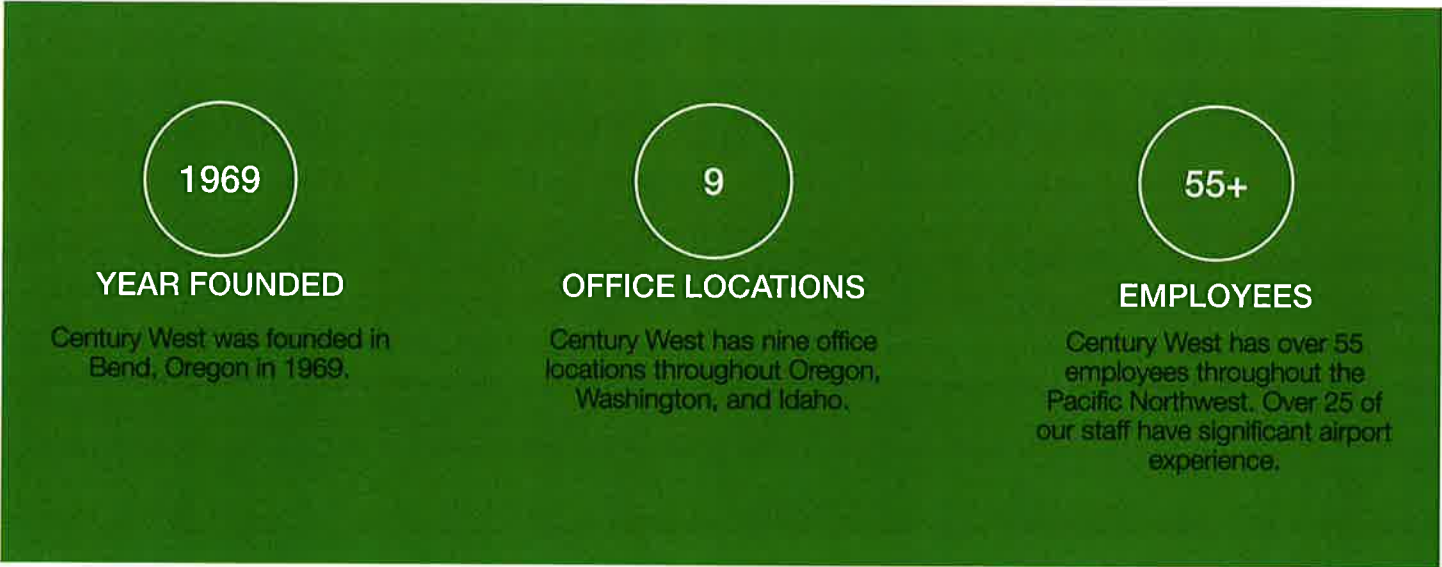 1969
YEAR FOUNDED
Century West was founded in
Bend, Oregon in 1969.
9
OFFICE LOCATIONS
Century West has nine office
locations throughout Oregon,
Washington, and Idaho.
55+
EMPLOYEES
Century West has over 55
employees throughout the
Pacific Northwest. Over 25 of
our staff have significant airport
experience.